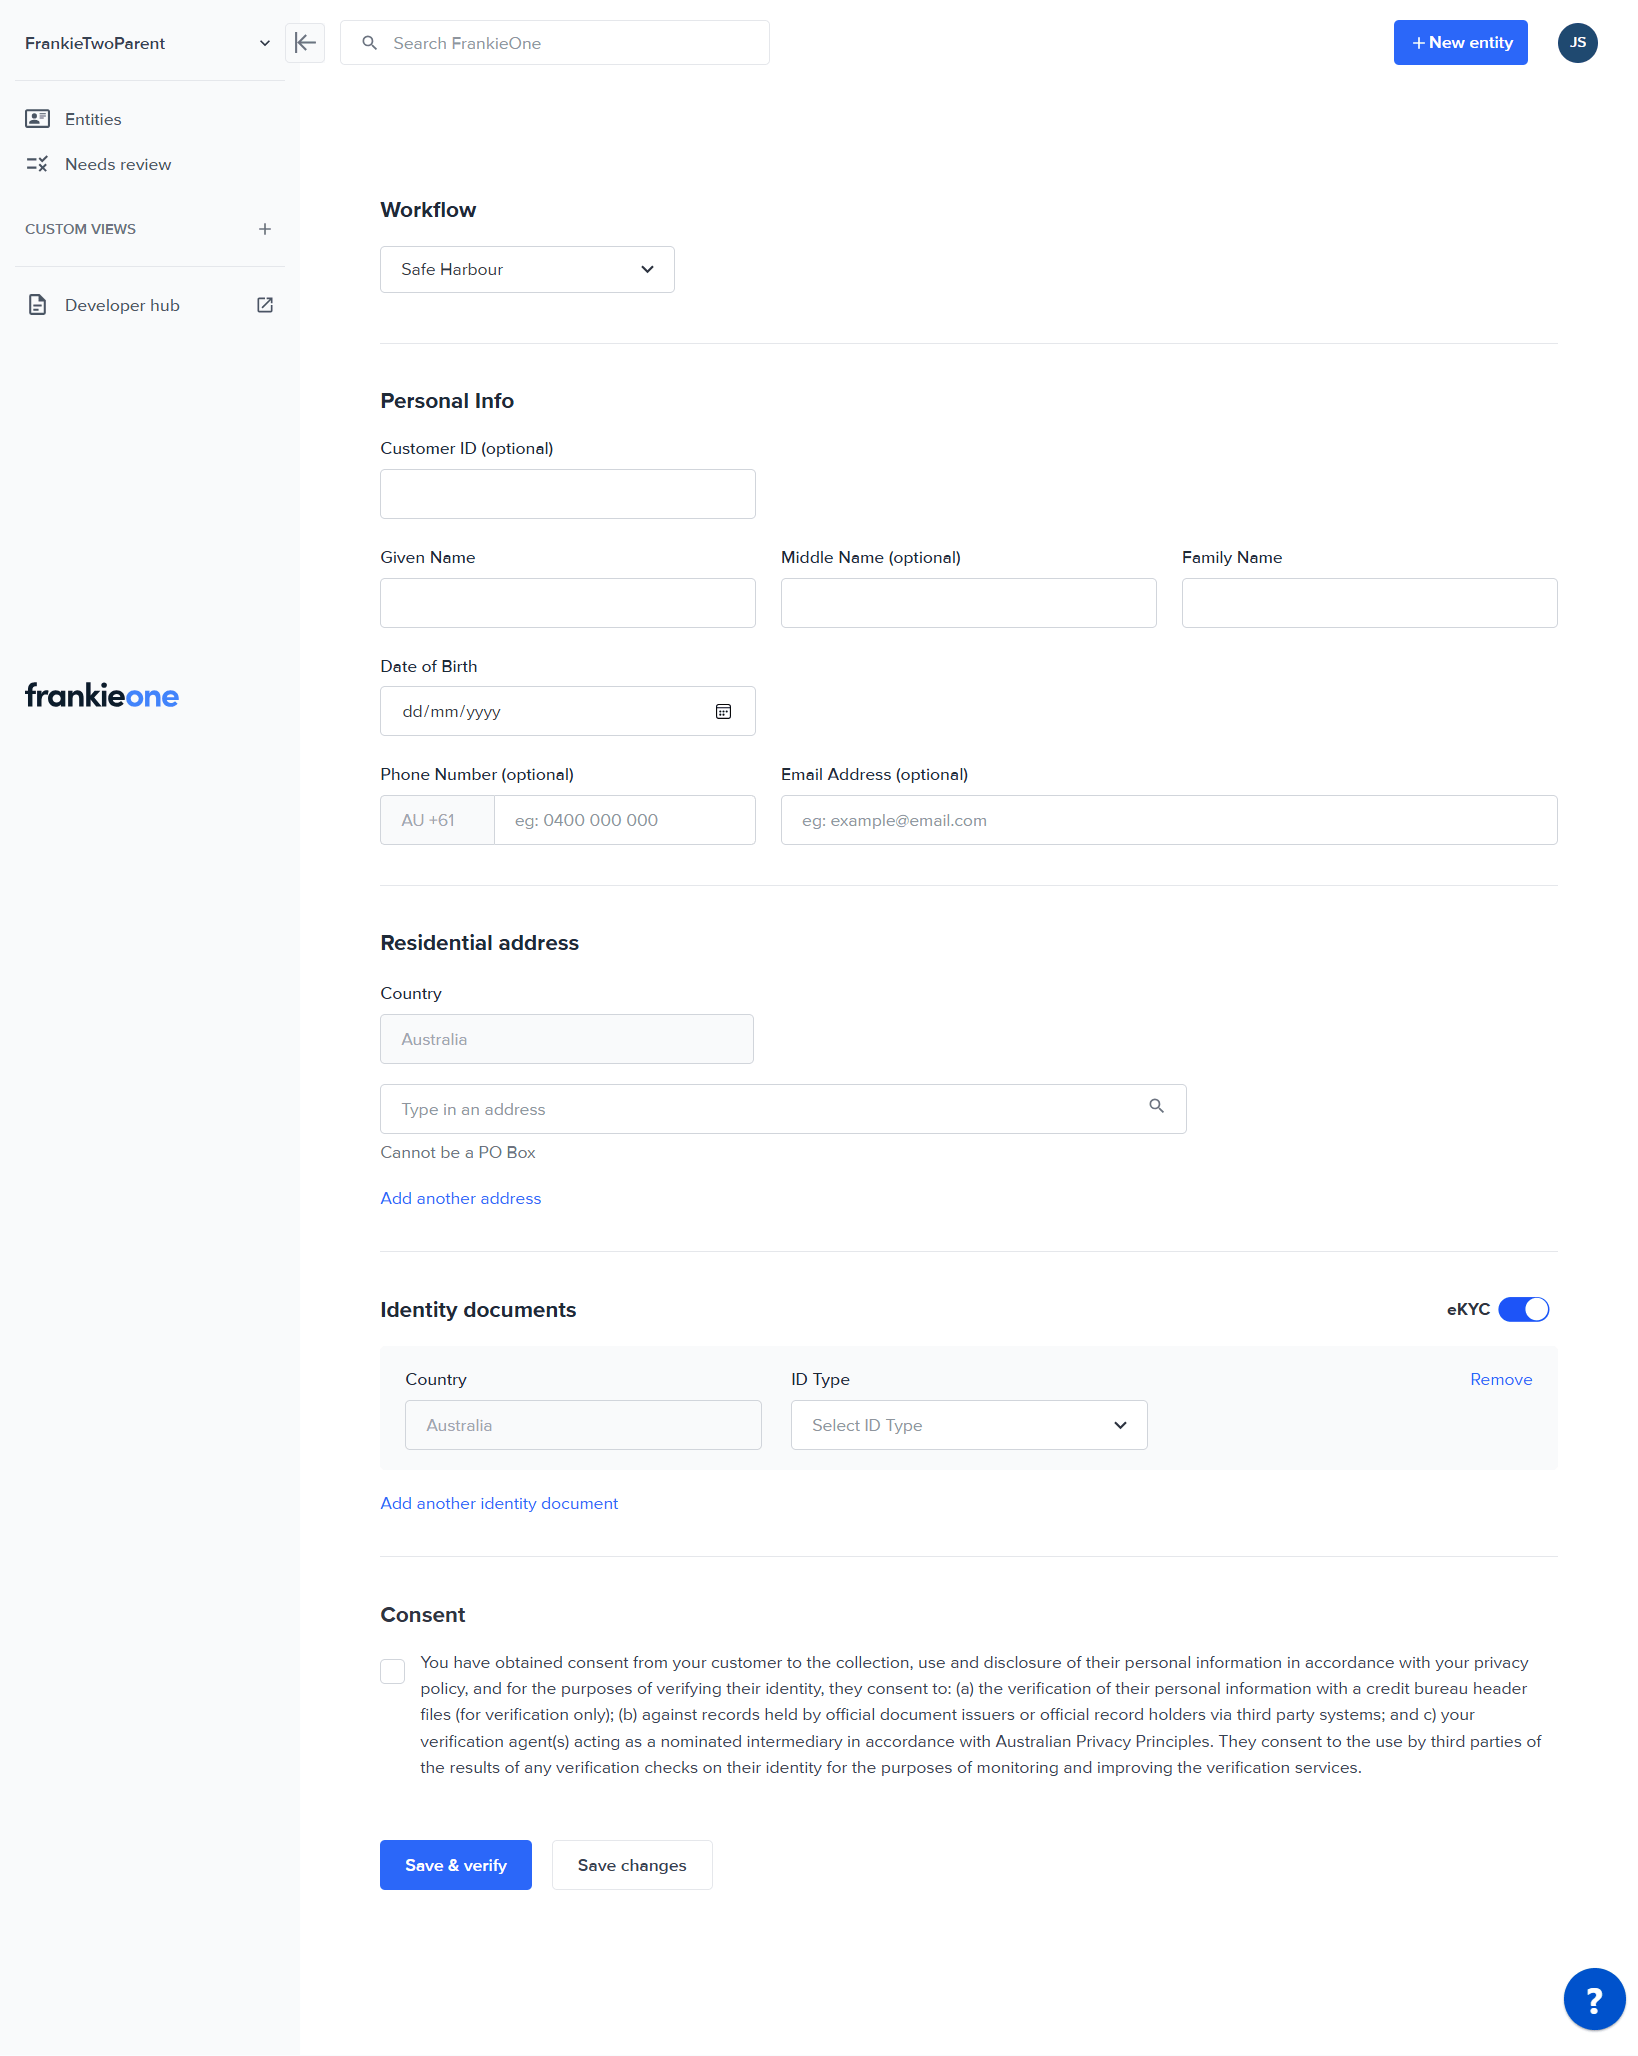 FrankieTwoParent
Search FrankieOne
New entity
JS
Entities
Needs review
CUSTOM VIEWS
Developer hub
frankieone
Workflow
Safe Harbour
Personal Info
Customer ID (optional)
Given Name
Middle Name (optional)
Family Name
Date of Birth
dd/mm/yyyy
Phone Number (optional)
Email Address (optional)
AU +61
eg: 0400 000 000
eg: example@email.com
Residential address
Country
Australia
Type in an address
Cannot be a PO Box
Add another address
Identity documents
eKYC
Country
ID Type
Remove
Australia
Select ID Type
Add another identity document
Consent
You have obtained consent from your customer to the collection, use and disclosure of their personal information in accordance with your privacy
policy, and for the purposes of verifying their identity, they consent to: (a) the verification of their personal information with a credit bureau header
files (for verification only); (b) against records held by official document issuers or official record holders via third party systems; and c) your
verification agent(s) acting as a nominated intermediary in accordance with Australian Privacy Principles. They consent to the use by third parties of
the results of any verification checks on their identity for the purposes of monitoring and improving the verification services.
Save & verify
Save changes
?